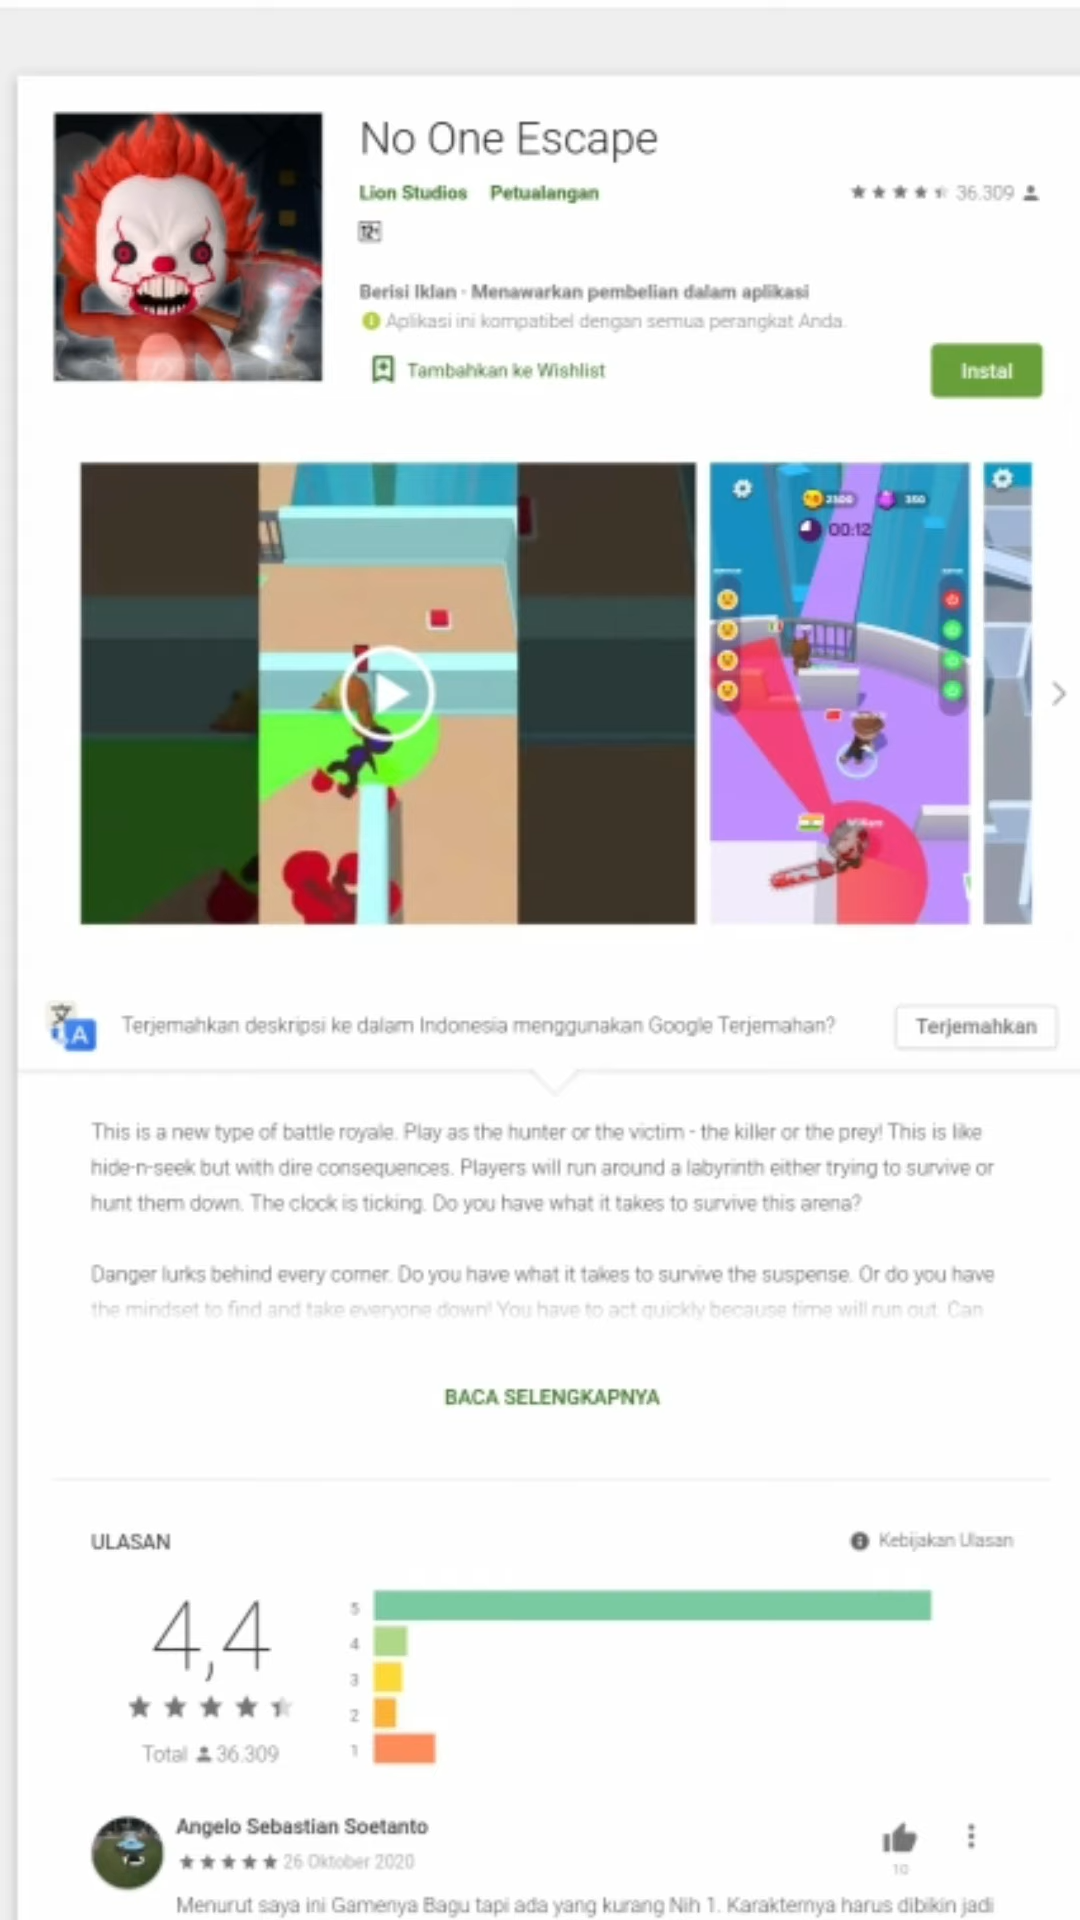 No One Escape
Lion Studios Petualangan 36.309
12+
Berisi Iklan · Menawarkan pembelian dalam aplikasi
Aplikasi ini kompatibel dengan semua perangkat Anda.
Tambahkan ke Wishlist
Instal
2500 350
00:12
William
Terjemahkan deskripsi ke dalam Indonesia menggunakan Google Terjemahan? Terjemahkan
This is a new type of battle royale. Play as the hunter or the victim - the killer or the prey! This is like
hide-n-seek but with dire consequences. Players will run around a labyrinth either trying to survive or
hunt them down. The clock is ticking. Do you have what it takes to survive this arena?
Danger lurks behind every corner. Do you have what it takes to survive the suspense. Or do you have
the mindset to find and take everyone down! You have to act quickly because time will run out. Can
BACA SELENGKAPNYA
ULASAN Kebijakan Ulasan
4,4
Total 36.309
5
4
3
2
1
Angelo Sebastian Soetanto
26 Oktober 2020
10
Menurut saya ini Gamenya Bagu tapi ada yang kurang Nih 1. Karakternya harus dibikin jadi